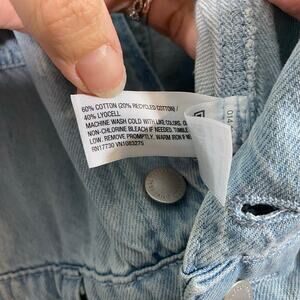 60% COTTON (20% RECYCLED COTTON) /
40% LYOCELL
MACHINE WASH COLD WITH LIKE COLORS.
NON-CHLORINE BLEACH IF NEEDED. TUMBLE
LOW. REMOVE PROMPTLY. WARM IRON IF
RN17730 VN1083275